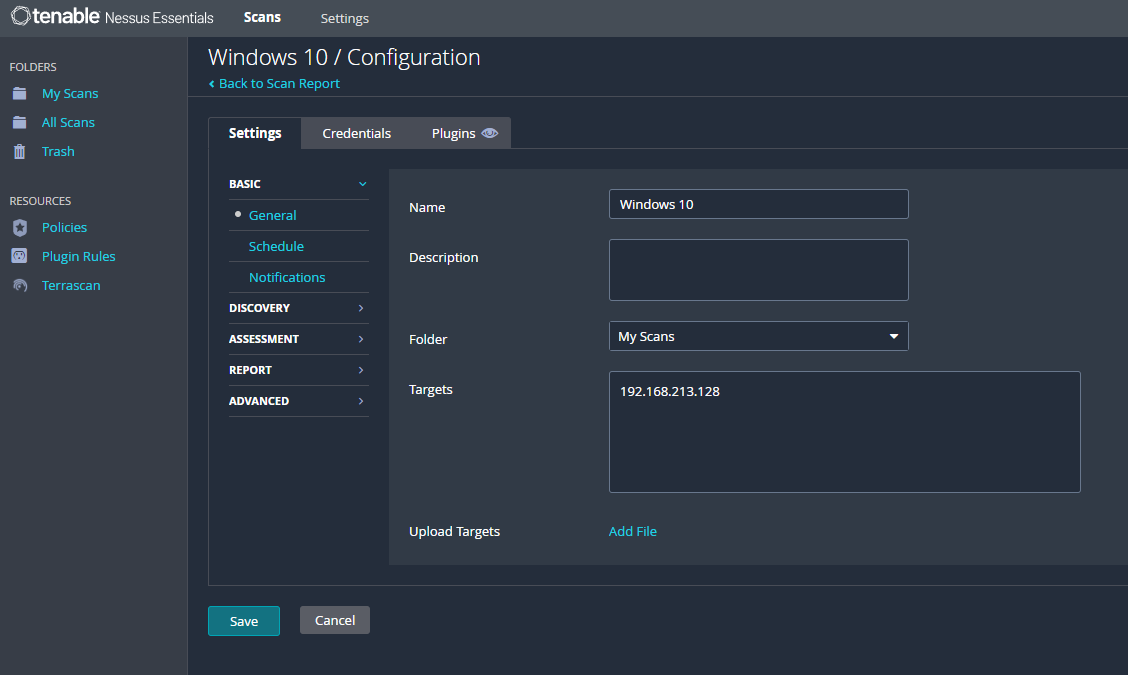 tenable Nessus Essentials Scans Settings
FOLDERS
My Scans
All Scans
Trash
RESOURCES
Policies
Plugin Rules
Terrascan
Windows 10 / Configuration
Back to Scan Report
Settings Credentials Plugins
BASIC
General
Schedule
Notifications
DISCOVERY
ASSESSMENT
REPORT
ADVANCED
Name Windows 10
Description
Folder My Scans
Targets 192.168.213.128
Upload Targets Add File
Save Cancel